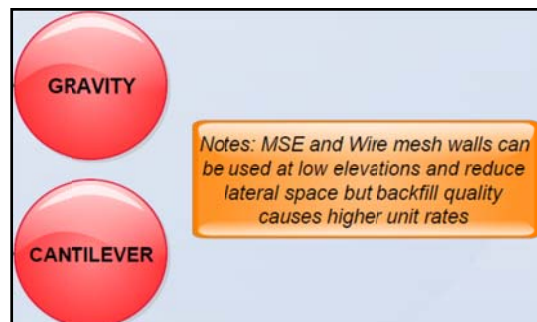 GRAVITY
Notes: MSE and Wire mesh walls can
be used at low elevations and reduce
lateral space but backfill quality
causes higher unit rates
CANTILEVER